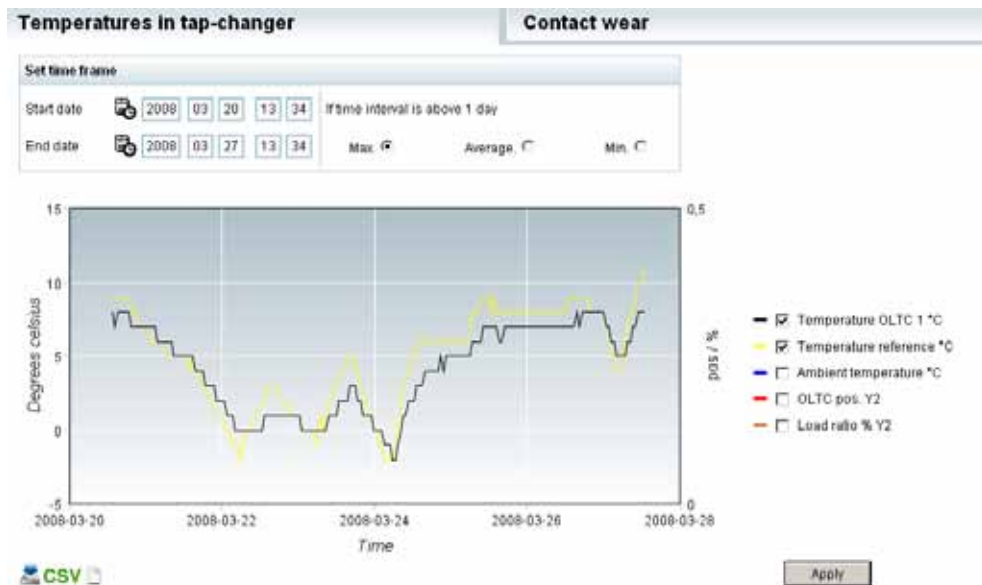 Temperatures in tap-changer
Contact wear
Set time frame
Start date 2008 03 20 13 34 If time interval is above 1 day
End date 2008 03 27 13 34 Max. Average. Min.
15
10
5
0
-5
Degrees celsius
0,5
0
pos / %
2008-03-20 2008-03-22 2008-03-24 2008-03-26 2008-03-28
Time
Temperature OLTC 1 °C
Temperature reference °C
Ambient temperature °C
OLTC pos. Y2
Load ratio % Y2
CSV
Apply